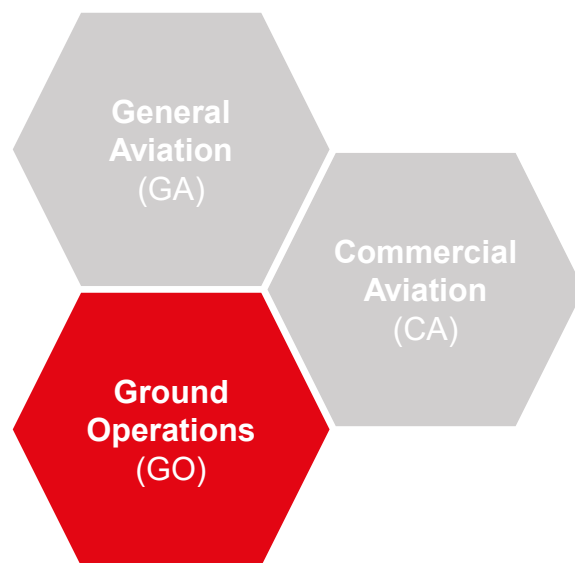 General
Aviation
(GA)
Commercial
Aviation
(CA)
Ground
Operations
(GO)